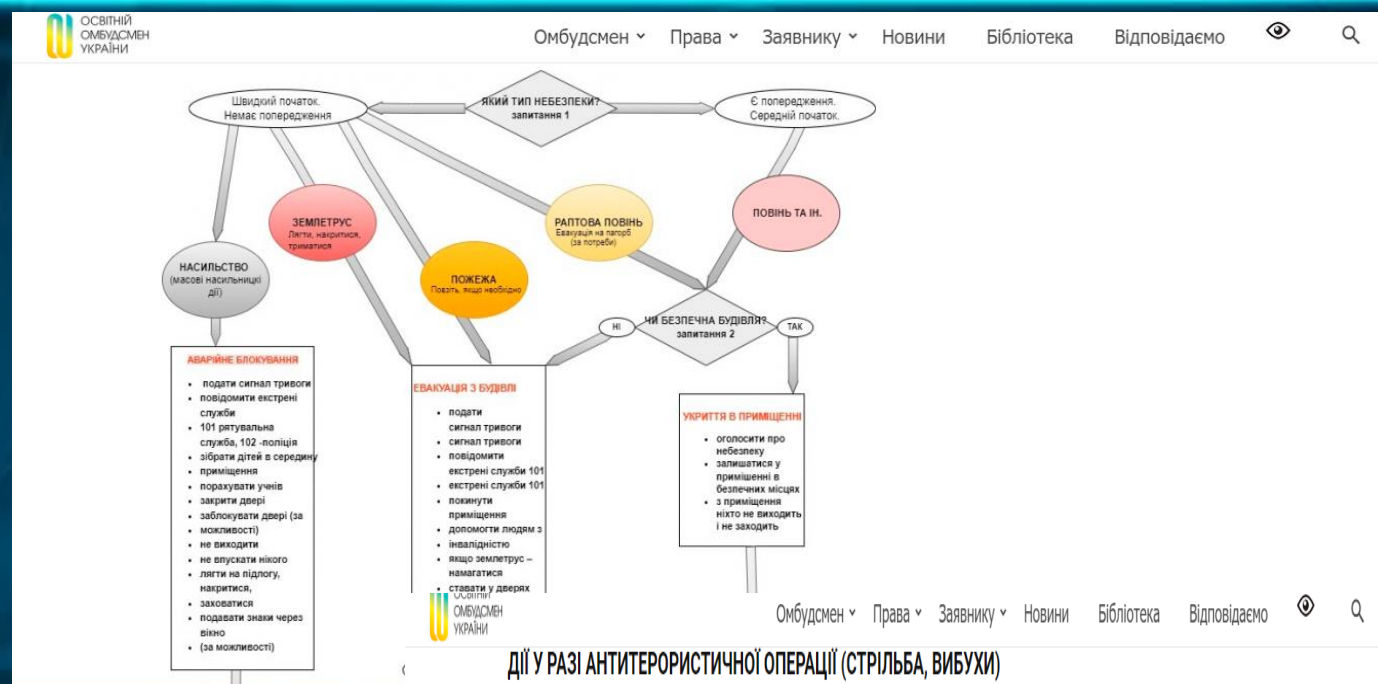 ОСВІТНІЙ
ОМБУДСМЕН
УКРАЇНИ
Омбудсмен Права Заявнику Новини Бібліотека Відповідаємо
Швидкий початок.
Немає попередження
ЯКИЙ ТИП НЕБЕЗПЕКИ?
запитання 1
Є попередження.
Середній початок.
ЗЕМЛЕТРУС
Лягти, накритися,
триматися
РАПТОВА ПОВІНЬ
Евакуація на пагорб
(за потреби)
ПОВІНЬ ТА ІН.
НАСИЛЬСТВО
(масові насильницкі
дії)
ПОЖЕЖА
Повзіть, якщо необхідно
НІ
ЧИ БЕЗПЕЧНА БУДІВЛЯ?
запитання 2
ТАК
АВАРІЙНЕ БЛОКУВАННЯ
• подати сигнал тривоги
• повідомити екстрені
служби
• 101 рятувальна
служба, 102 -поліція
• зібрати дітей в середину
• приміщення
• порахувати учнів
• закрити двері
• заблокувати двері (за
• можливості)
• не виходити
• не впускати нікого
• лягти на підлогу,
накритися,
• заховатися
• подавати знаки через
вікно
• (за можливості)
ЕВАКУАЦІЯ З БУДІВЛІ
• подати
сигнал тривоги
• сигнал тривоги
• повідомити
екстрені служби 101
• екстрені служби 101
• покинути
приміщення
• допомогти людям з
• інвалідністю
• якщо землетрус –
намагатися
• ставати у дверях
УКРИТТЯ В ПРИМІЩЕННІ
• оголосити про
небезпеку
• залишатися у
примішенні в
безпечних місцях
• з приміщення
ніхто не виходить
і не заходить
ОСВІТНІЙ
ОМБУДСМЕН
УКРАЇНИ
Омбудсмен Права Заявнику Новини Бібліотека Відповідаємо
ДІЇ У РАЗІ АНТИТЕРОРИСТИЧНОЇ ОПЕРАЦІЇ (СТРІЛЬБА, ВИБУХИ)